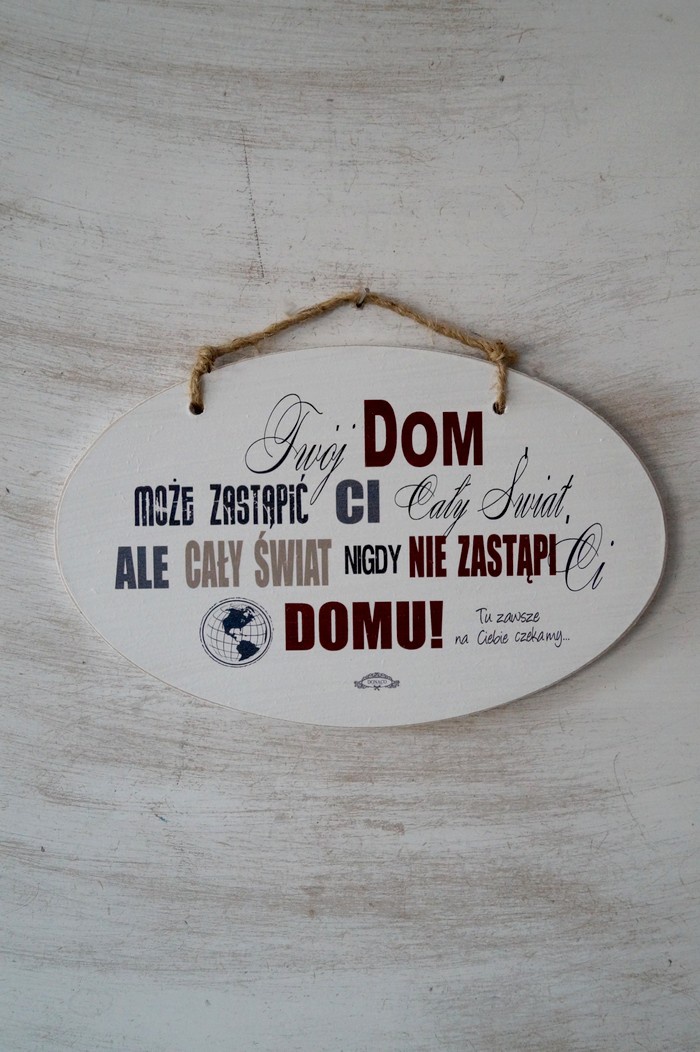 Twój DOM
MOŻE ZASTĄPIĆ CI Cały Świat,
ALE CAŁY ŚWIAT NIGDY NIE ZASTĄPI Ci
DOMU! Tu zawsze
na Ciebie czekamy...
DONACO